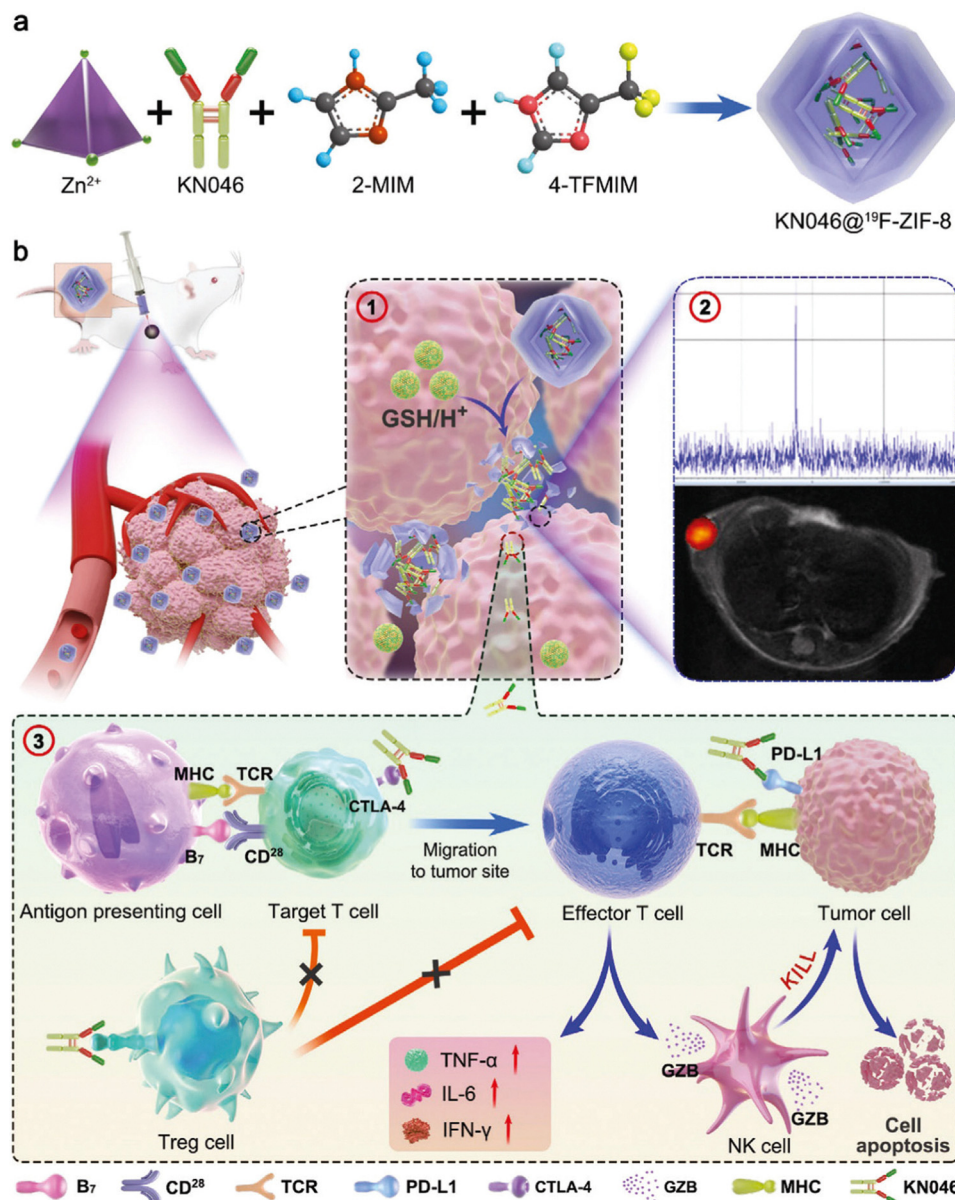 a
Zn²⁺
+
KN046
+
2-MIM
+
4-TFMIM
KN046@¹⁹F-ZIF-8
b
1
GSH/H⁺
2
3
MHC
TCR
CTLA-4
B₇
CD²⁸
Antigon presenting cell
Target T cell
Migration
to tumor site
PD-L1
TCR
MHC
Effector T cell
Tumor cell
KILL
TNF-α
IL-6
IFN-γ
GZB
GZB
Treg cell
NK cell
Cell
apoptosis
B₇ CD²⁸ TCR PD-L1 CTLA-4 GZB MHC KN046